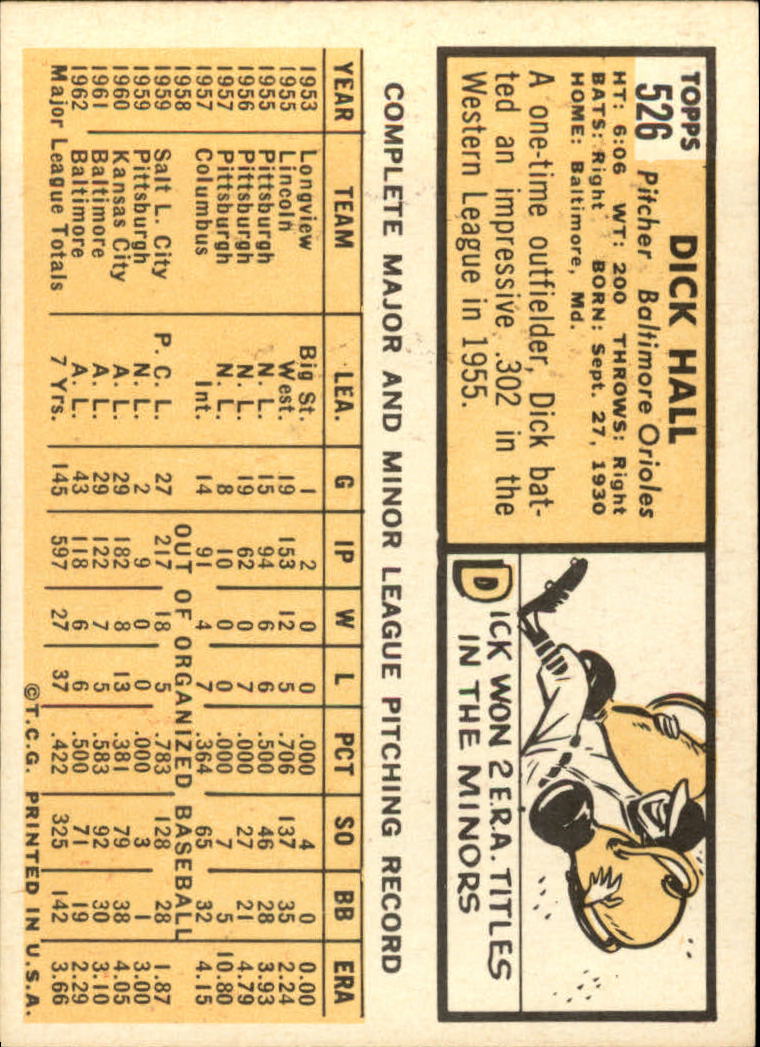 TOPPS
526
DICK HALL
Pitcher Baltimore Orioles
HT: 6:06 WT: 200 THROWS: Right
BATS: Right BORN: Sept. 27, 1930
HOME: Baltimore, Md.
A one-time outfielder, Dick bat-
ted an impressive .302 in the
Western League in 1955.
DICK WON 2 E.R.A. TITLES
IN THE MINORS
COMPLETE MAJOR AND MINOR LEAGUE PITCHING RECORD
YEAR TEAM LEA. G IP W L PCT SO BB ERA
1953 Longview Big St. 1 2 0 0 .000 4 0 0.00
1955 Lincoln West. 19 153 12 5 .706 137 35 2.24
1955 Pittsburgh N. L. 15 94 6 6 .500 46 28 3.93
1956 Pittsburgh N. L. 19 62 0 7 .000 27 21 4.79
1957 Pittsburgh N. L. 8 10 0 0 .000 7 5 10.80
1957 Columbus Int. 14 91 4 7 .364 65 32 4.15
1958 OUT OF ORGANIZED BASEBALL
1959 Salt L. City P. C. L. 27 217 18 5 .783 128 28 1.87
1959 Pittsburgh N. L. 2 9 0 0 .000 3 1 3.00
1960 Kansas City A. L. 29 182 8 13 .381 79 38 4.05
1961 Baltimore A. L. 29 122 7 5 .583 92 30 3.10
1962 Baltimore A. L. 43 118 6 6 .500 71 19 2.29
Major League Totals 7 Yrs. 145 597 27 37 .422 325 142 3.66
©T.C.G. PRINTED IN U.S.A.